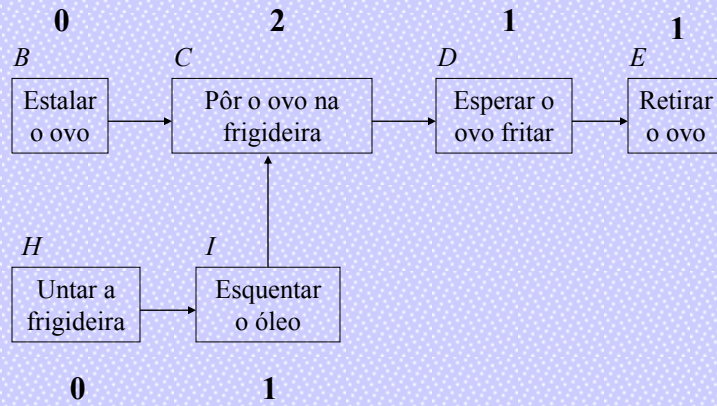 0
2
1
1
B
C
D
E
Estalar
o ovo
Pôr o ovo na
frigideira
Esperar o
ovo fritar
Retirar
o ovo
H
I
Untar a
frigideira
Esquentar
o óleo
0
1